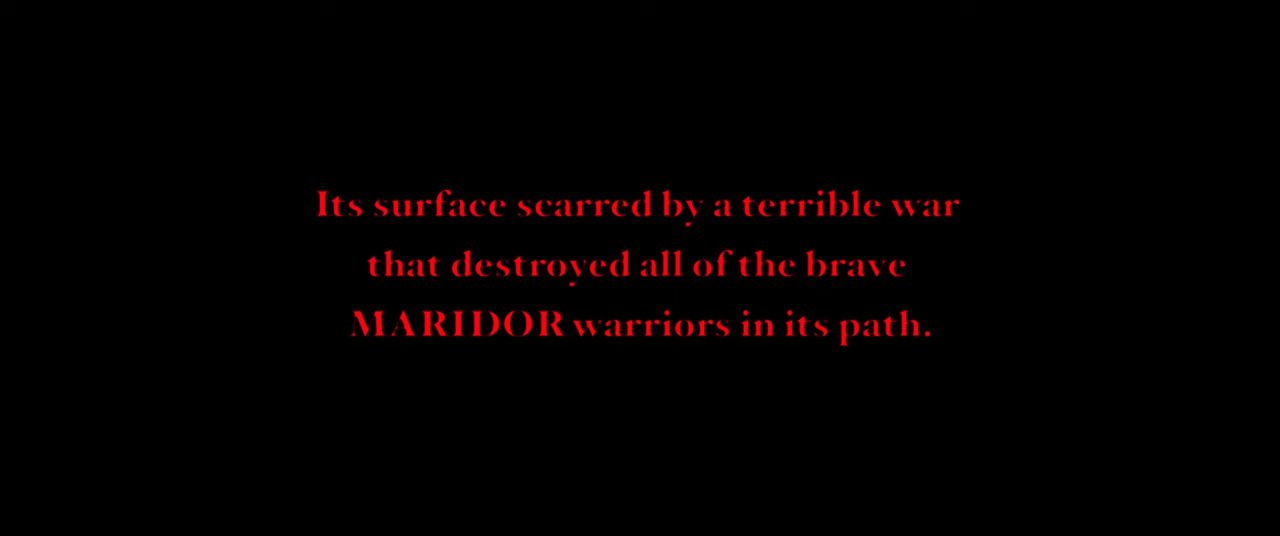 Its surface scarred by a terrible war
that destroyed all of the brave
MARIDOR warriors in its path.